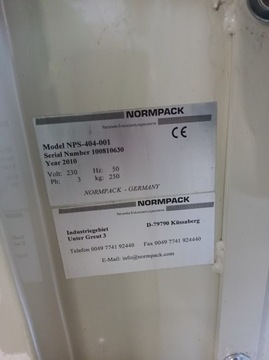 NORMPACK
CE
Model NPS-404-001
Serial Number 100810630
Year 2010
Volt: 230 Hz: 50
Ph: 3 kg: 250
NORMPACK - GERMANY
NORMPACK
Industriegebiet D-79790 Küssaberg
Unter Greut 3
Telefon 0049 7741 92440 Fax 0049 7741 924440
E-Mail: info@normpack.com